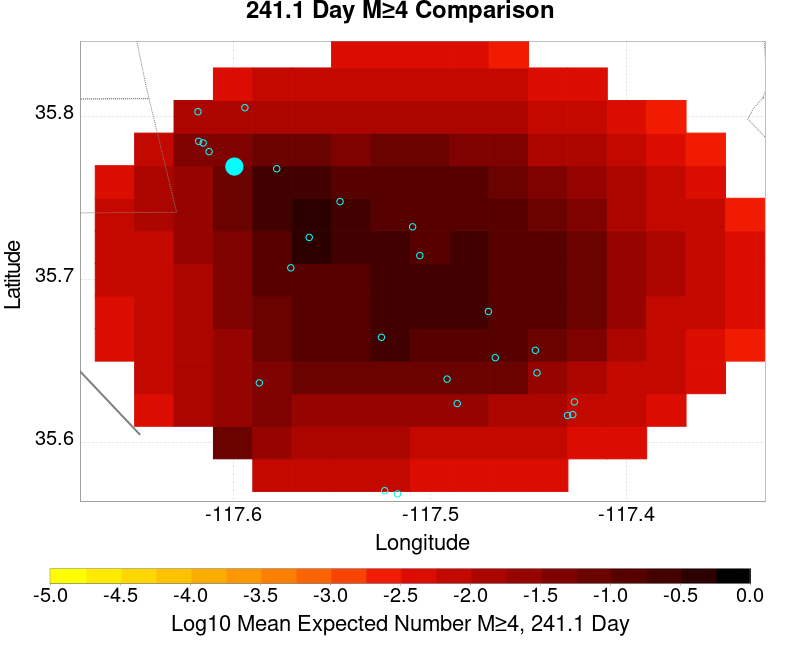 241.1 Day M≥4 Comparison
35.8
35.7
35.6
Latitude
-117.6 -117.5 -117.4
Longitude
-5.0 -4.5 -4.0 -3.5 -3.0 -2.5 -2.0 -1.5 -1.0 -0.5 0.0
Log10 Mean Expected Number M≥4, 241.1 Day